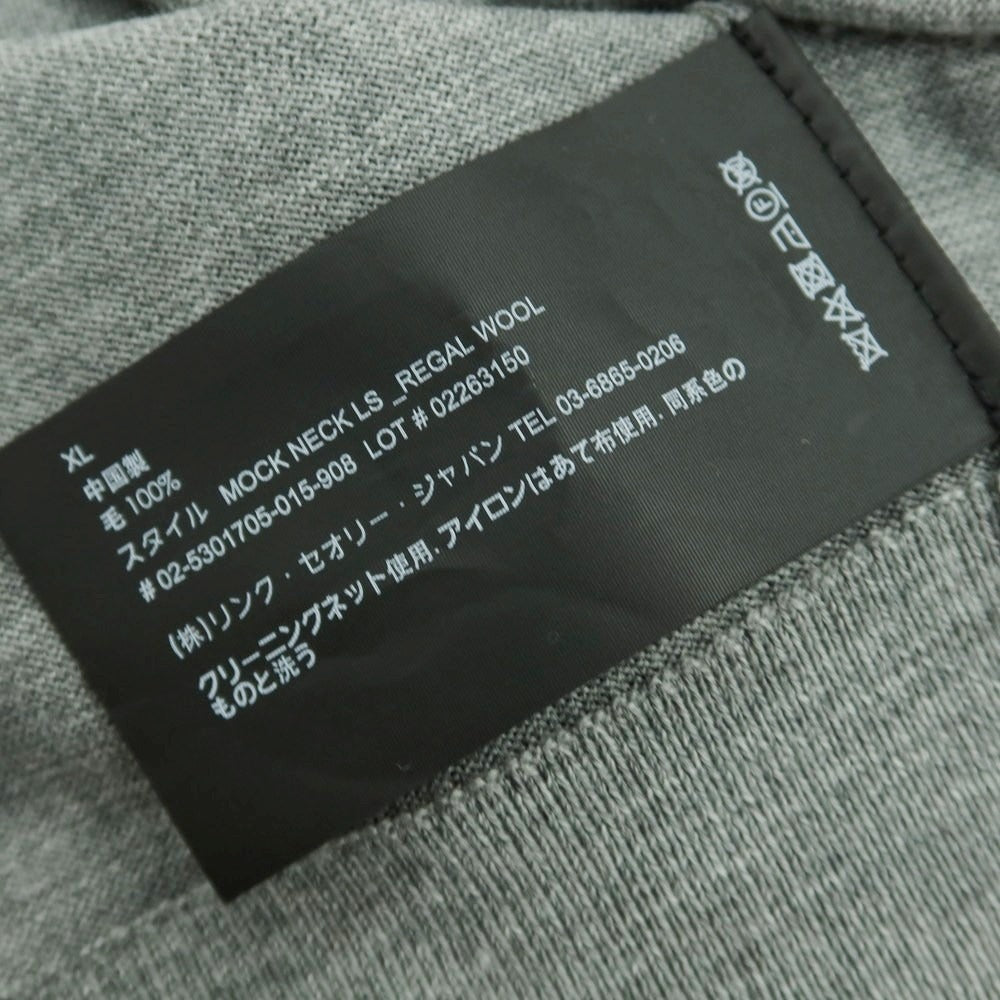 XL
中国製
毛 100%
スタイル MOCK NECK LS _REGAL WOOL
# 02-5301705-015-908 LOT # 02263150
(株)リンク・セオリー・ジャパン TEL 03-6865-0206
クリーニングネット使用. アイロンはあて布使用. 同系色の
ものと洗う
F